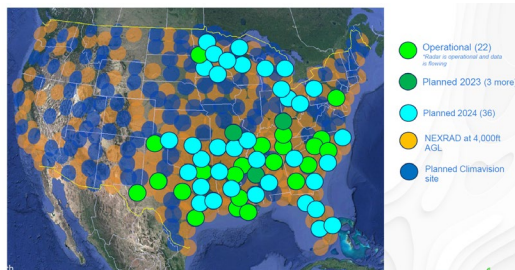 Operational (22)
*Radar is operational and data
is flowing
Planned 2023 (3 more
Planned 2024 (36)
NEXRAD at 4,000ft
AGL
Planned Climavision
site